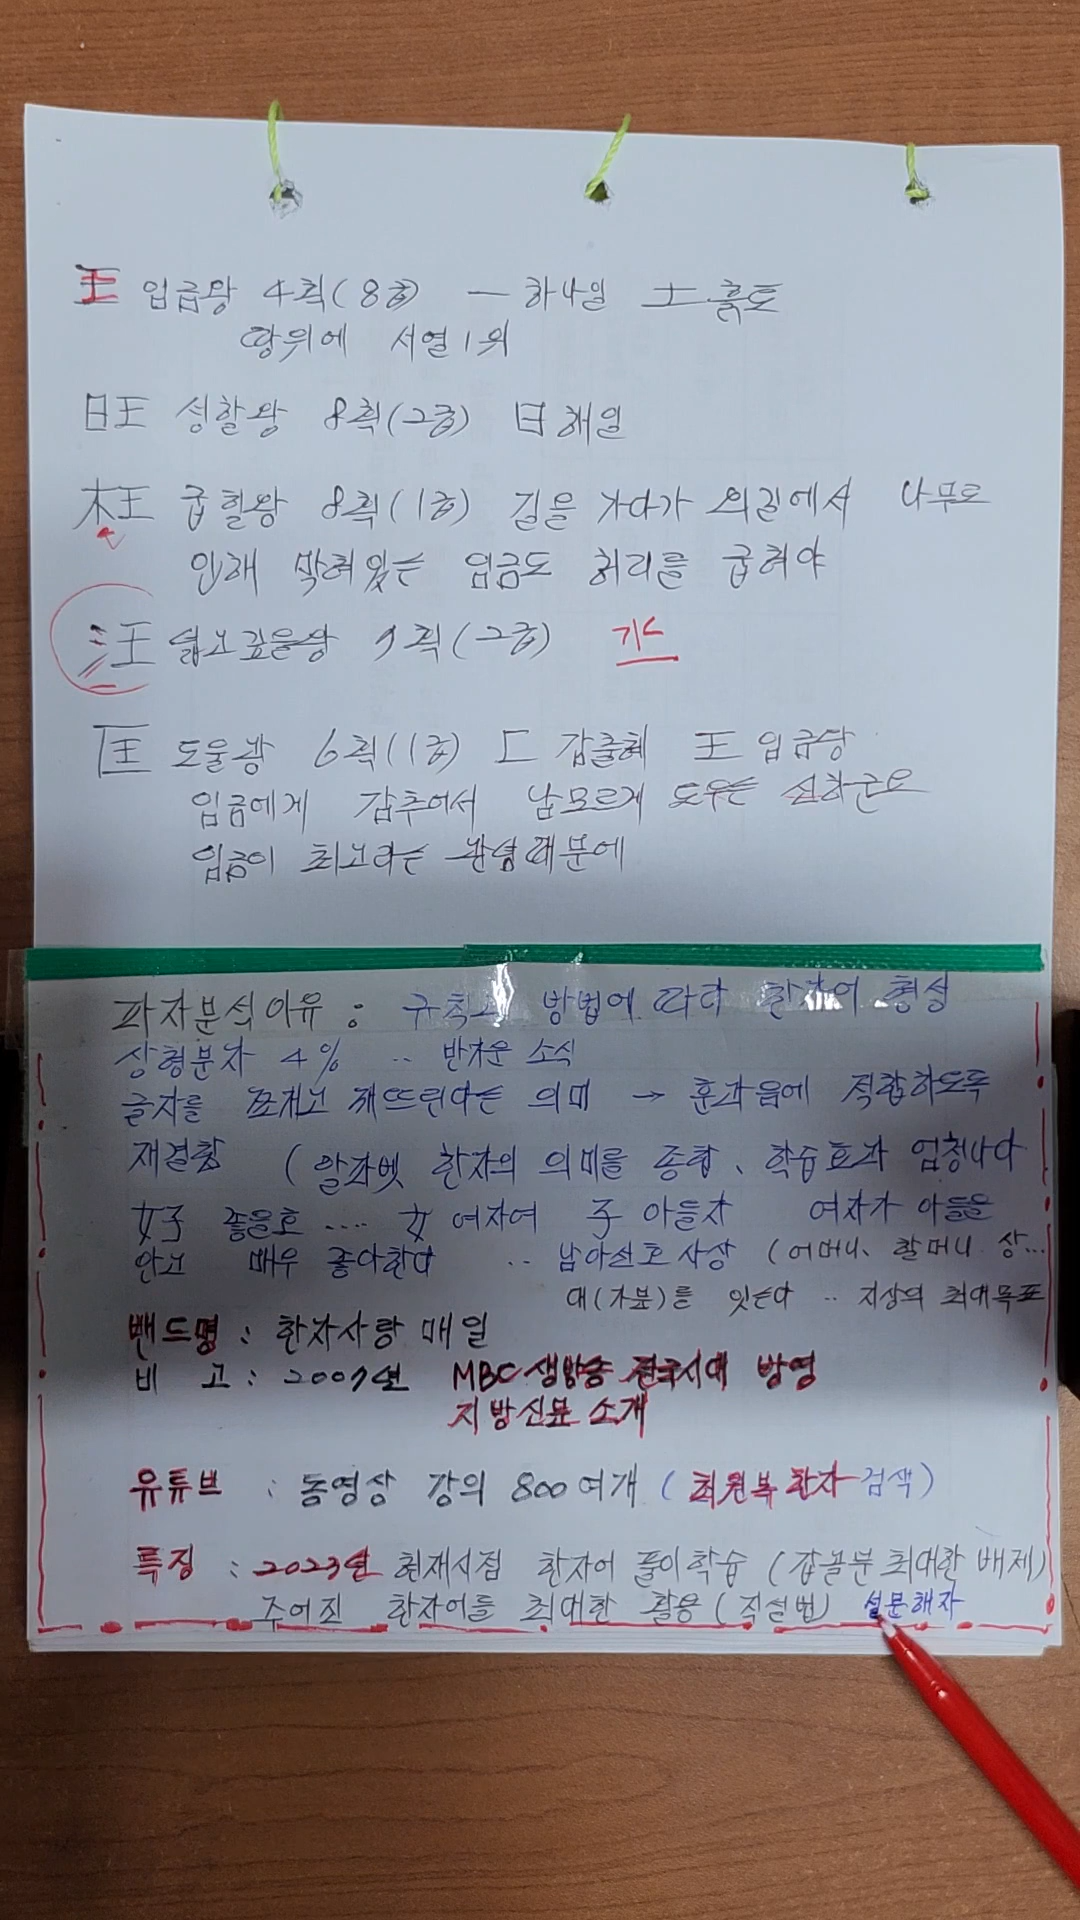 王 임금왕 4획(8급) 一 하나일 土 흙토
땅위에 서열1위
旺 성할왕 8획(2급) 日 해일
枉 굽힐왕 8획(1급) 길을 가다가 외길에서 나무로
인해 막혀있는 임금도 허리를 굽혀야
汪 넓고깊을왕 7획(2급) 江
匡 도울광 6획(1급) 匚 감출혜 王 임금왕
임금에게 감추어서 남모르게 도우는 신하군요
임금이 최고라는 관념때문에
파자분석이유 : 규칙과 방법에 따라 한자어 형성
상형문자 4% ‥ 반가운 소식
글자를 쪼개고 깨뜨린다는 의미 → 훈과음에 적합하도록
재결합 (알파벳 한자의 의미를 종합、학습효과 엄청나다
好 좋을호 ‥‥ 女 여자여 子 아들자 여자가 아들을
안고 매우 좋아한다 ‥ 남아선호사상 (어머니、할머니 상…
대(가문)를 잇는다 ‥ 지상의 최대목표
밴드명 : 한자사랑 매일
비 고 : 2007년 MBC 생방송 전국시대 방영
지방신문 소개
유튜브 : 동영상 강의 800여개 (최원복 한자 검색)
특징 : 2023년 현재시점 한자어 풀이학습 (갑골문 최대한 배제)
주어진 한자어를 최대한 활용 (직설법) 설문해자